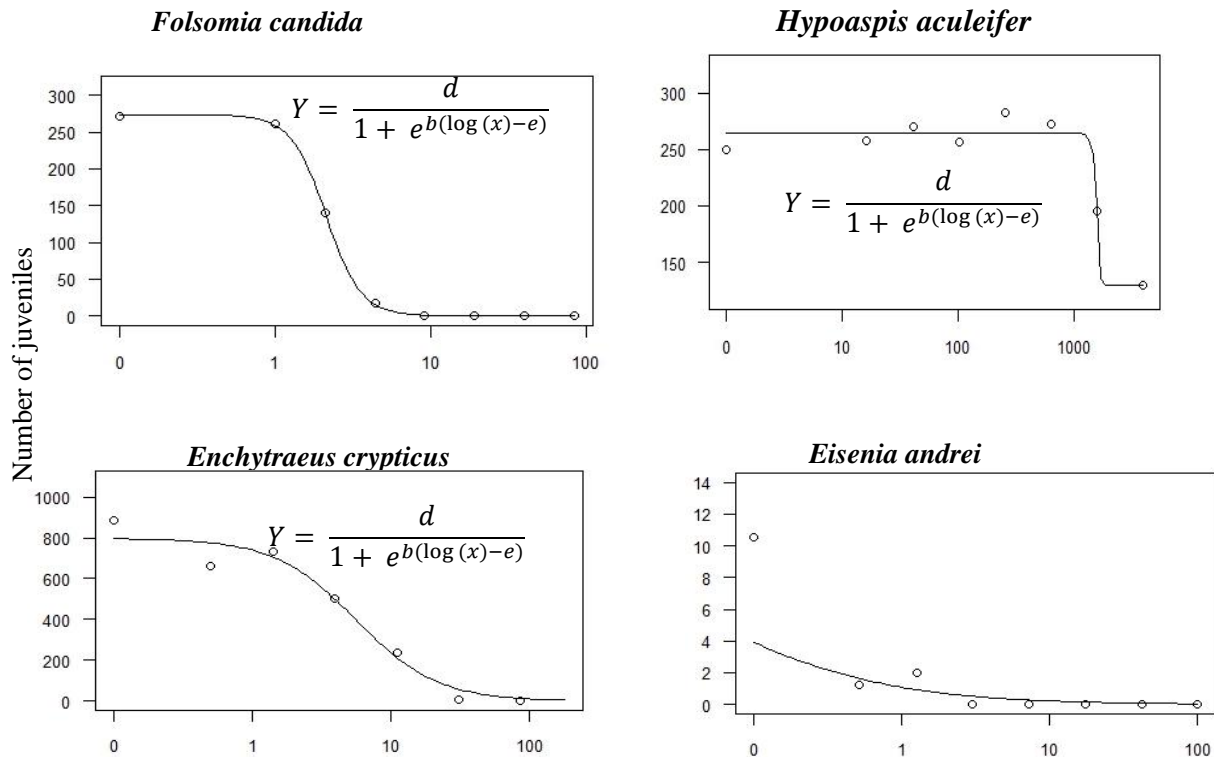 Folsomia candida
Hypoaspis aculeifer
Number of juveniles
300
250
200
150
100
50
0
Y = d / 1 + e^{b(log (x)−e)}
0 1 10 100
300
250
200
150
Y = d / 1 + e^{b(log (x)−e)}
0 10 100 1000
Enchytraeus crypticus
Eisenia andrei
1000
800
600
400
200
0
Y = d / 1 + e^{b(log (x)−e)}
0 1 10 100
14
12
10
8
6
4
2
0
0 1 10 100